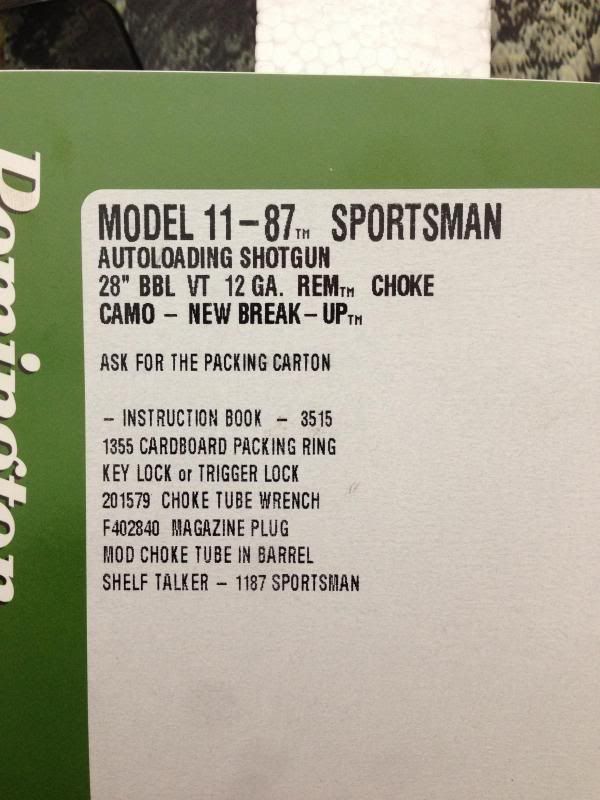 Remington
MODEL 11-87™ SPORTSMAN
AUTOLOADING SHOTGUN
28" BBL VT 12 GA. REM™ CHOKE
CAMO - NEW BREAK-UP™
ASK FOR THE PACKING CARTON
- INSTRUCTION BOOK - 3515
1355 CARDBOARD PACKING RING
KEY LOCK or TRIGGER LOCK
201579 CHOKE TUBE WRENCH
F402840 MAGAZINE PLUG
MOD CHOKE TUBE IN BARREL
SHELF TALKER - 1187 SPORTSMAN